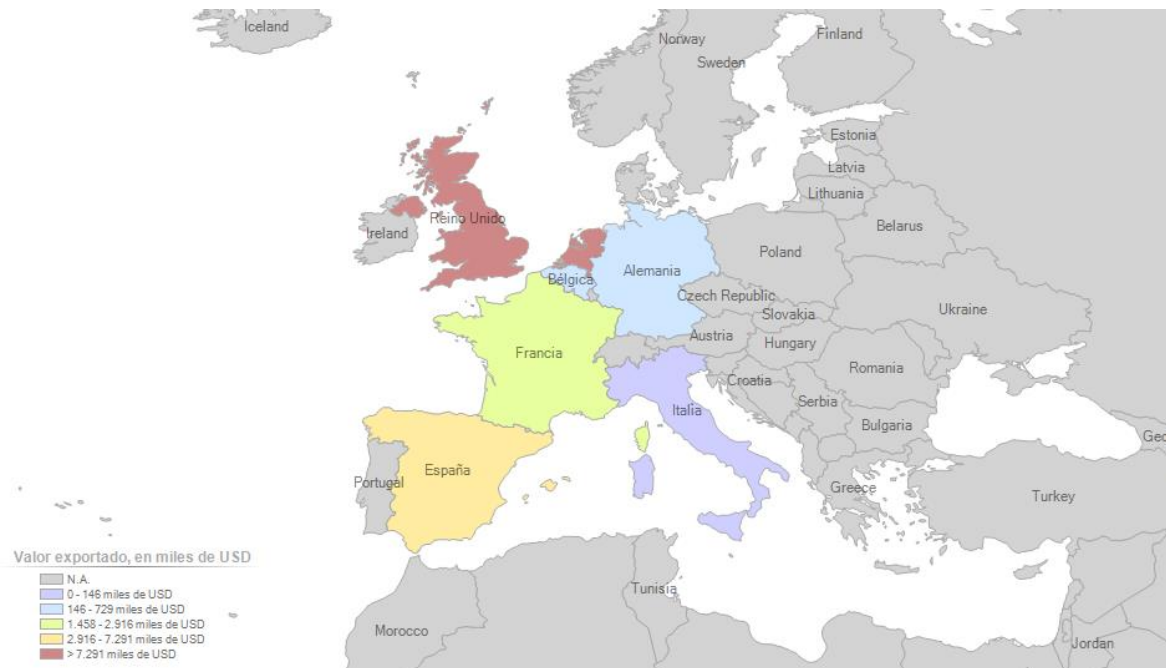 Iceland
Norway
Finland
Sweden
Estonia
Latvia
Lithuania
Reino Unido
Ireland
Belarus
Poland
Bélgica
Alemania
Czech Republic
Slovakia
Ukraine
Austria
Hungary
Francia
Romania
Croatia
Serbia
Italia
Bulgaria
Geo
España
Portugal
Greece
Turkey
Valor exportado, en miles de USD
N.A.
0 - 146 miles de USD
146 - 729 miles de USD
1.458 - 2.916 miles de USD
2.916 - 7.291 miles de USD
> 7.291 miles de USD
Tunisia
Morocco
Jordan